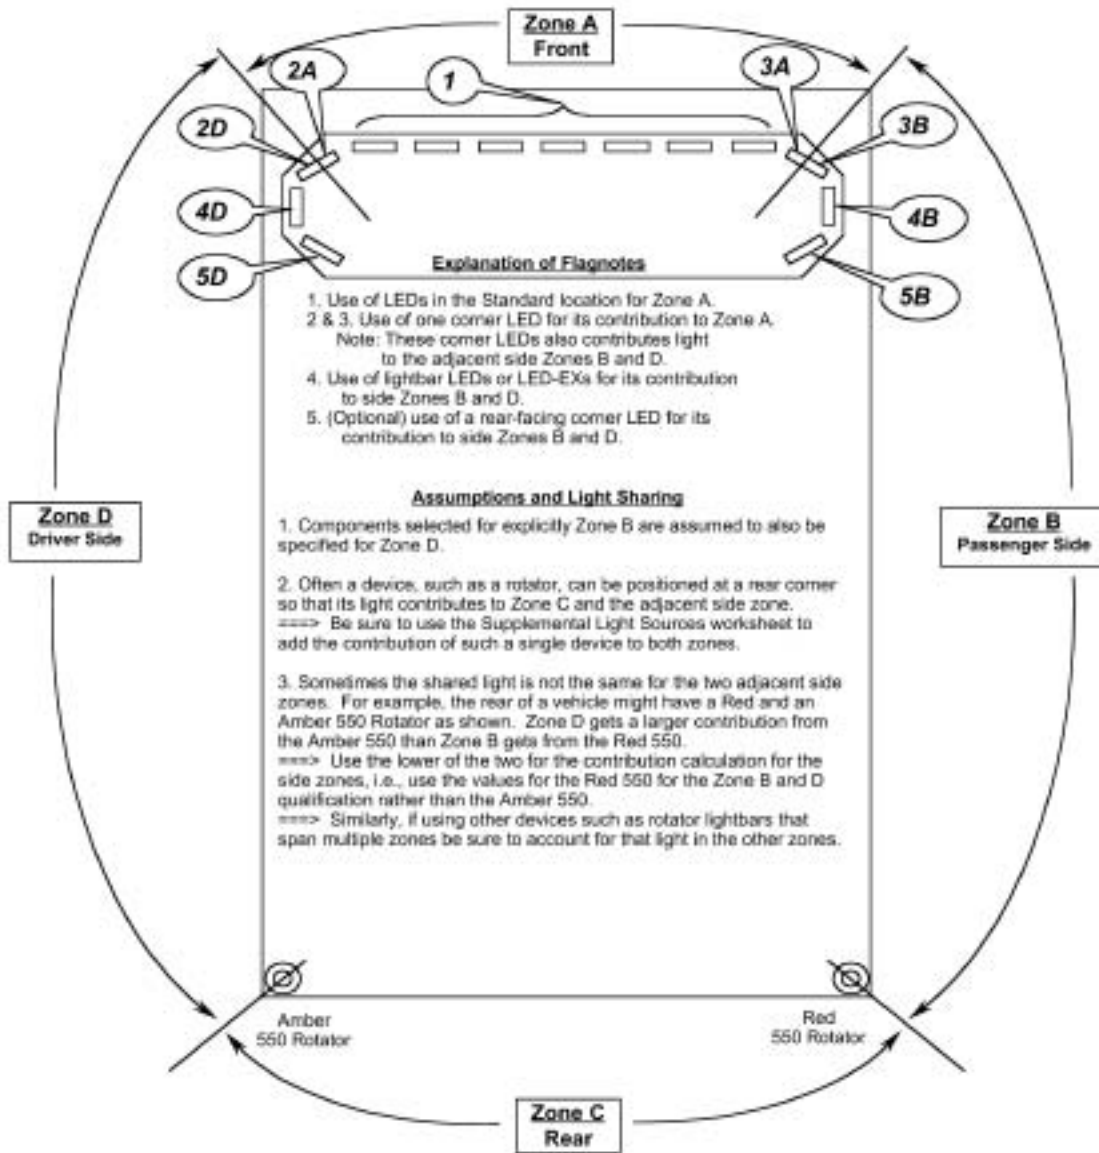 Zone A
Front
2A
1
3A
2D
3B
4D
4B
5D
5B
Explanation of Flagnotes
1. Use of LEDs in the Standard location for Zone A.
2 & 3. Use of one corner LED for its contribution to Zone A.
Note: These corner LEDs also contributes light
to the adjacent side Zones B and D.
4. Use of lightbar LEDs or LED-EXs for its contribution
to side Zones B and D.
5. (Optional) use of a rear-facing corner LED for its
contribution to side Zones B and D.
Zone D
Driver Side
Zone B
Passenger Side
Assumptions and Light Sharing
1. Components selected for explicitly Zone B are assumed to also be
specified for Zone D.
2. Often a device, such as a rotator, can be positioned at a rear corner
so that its light contributes to Zone C and the adjacent side zone.
===> Be sure to use the Supplemental Light Sources worksheet to
add the contribution of such a single device to both zones.
3. Sometimes the shared light is not the same for the two adjacent side
zones. For example, the rear of a vehicle might have a Red and an
Amber 550 Rotator as shown. Zone D gets a larger contribution from
the Amber 550 than Zone B gets from the Red 550.
===> Use the lower of the two for the contribution calculation for the
side zones, i.e., use the values for the Red 550 for the Zone B and D
qualification rather than the Amber 550.
===> Similarly, if using other devices such as rotator lightbars that
span multiple zones be sure to account for that light in the other zones.
Amber
550 Rotator
Red
550 Rotator
Zone C
Rear